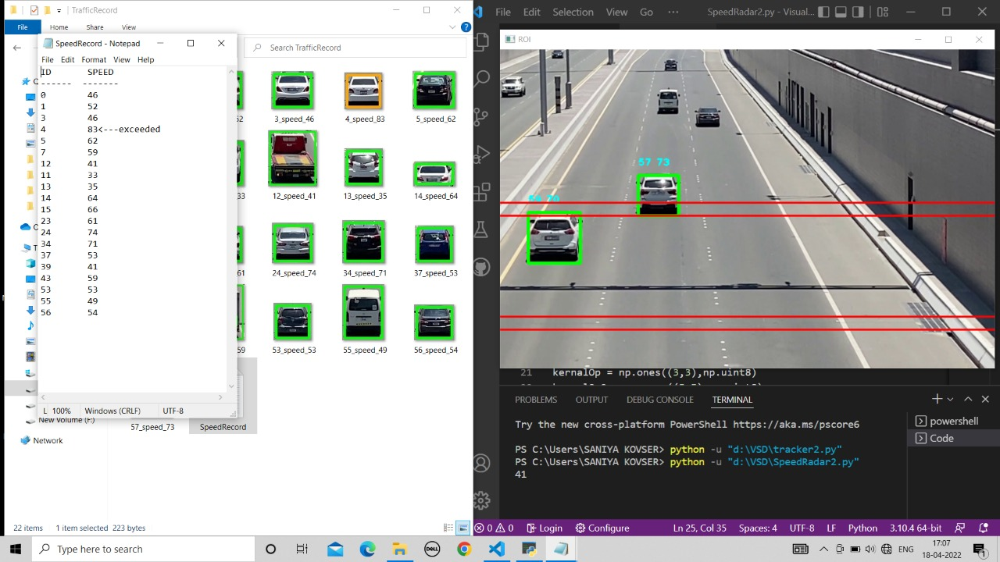 TrafficRecord
File Home Share View
Search TrafficRecord
SpeedRecord - Notepad
File Edit Format View Help
ID SPEED
------ -------
0 46
1 52
3 46
4 83<---exceeded
5 62
7 59
12 41
11 33
13 35
14 64
15 66
23 61
24 74
34 71
37 53
39 41
43 59
53 53
55 49
56 54
L 100% Windows (CRLF) UTF-8
3_speed_46 4_speed_83 5_speed_62
12_speed_41 13_speed_35 14_speed_64
24_speed_74 34_speed_71 37_speed_53
53_speed_53 55_speed_49 56_speed_54
New Volume (F:)
57_speed_73 SpeedRecord
Network
22 items 1 item selected 223 bytes
File Edit Selection View Go ··· SpeedRadar2.py - Visual...
ROI
57 73
21 kernalOp = np.ones((3,3),np.uint8)
PROBLEMS OUTPUT DEBUG CONSOLE TERMINAL
powershell
Code
Try the new cross-platform PowerShell https://aka.ms/pscore6
PS C:\Users\SANIYA KOVSER> python -u "d:\VSD\tracker2.py"
PS C:\Users\SANIYA KOVSER> python -u "d:\VSD\SpeedRadar2.py"
41
0 0 Login Configure Ln 25, Col 35 Spaces: 4 UTF-8 LF Python 3.10.4 64-bit
Type here to search
DELL
ENG
17:07
18-04-2022
1